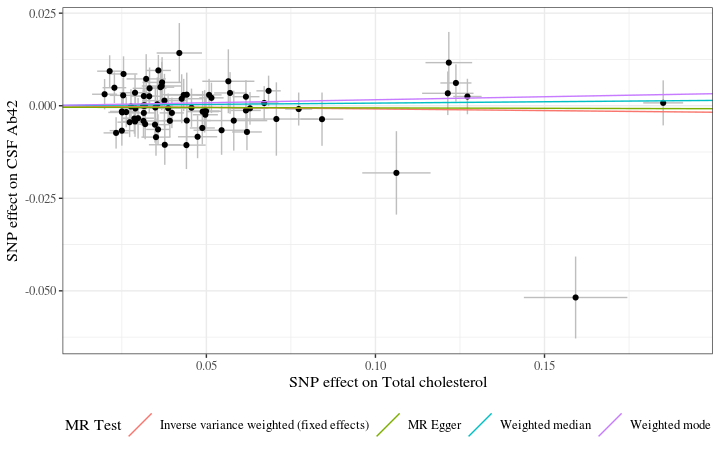 0.025
0.000
-0.025
-0.050
SNP effect on CSF Ab42
0.05
0.10
0.15
SNP effect on Total cholesterol
MR Test
Inverse variance weighted (fixed effects)
MR Egger
Weighted median
Weighted mode